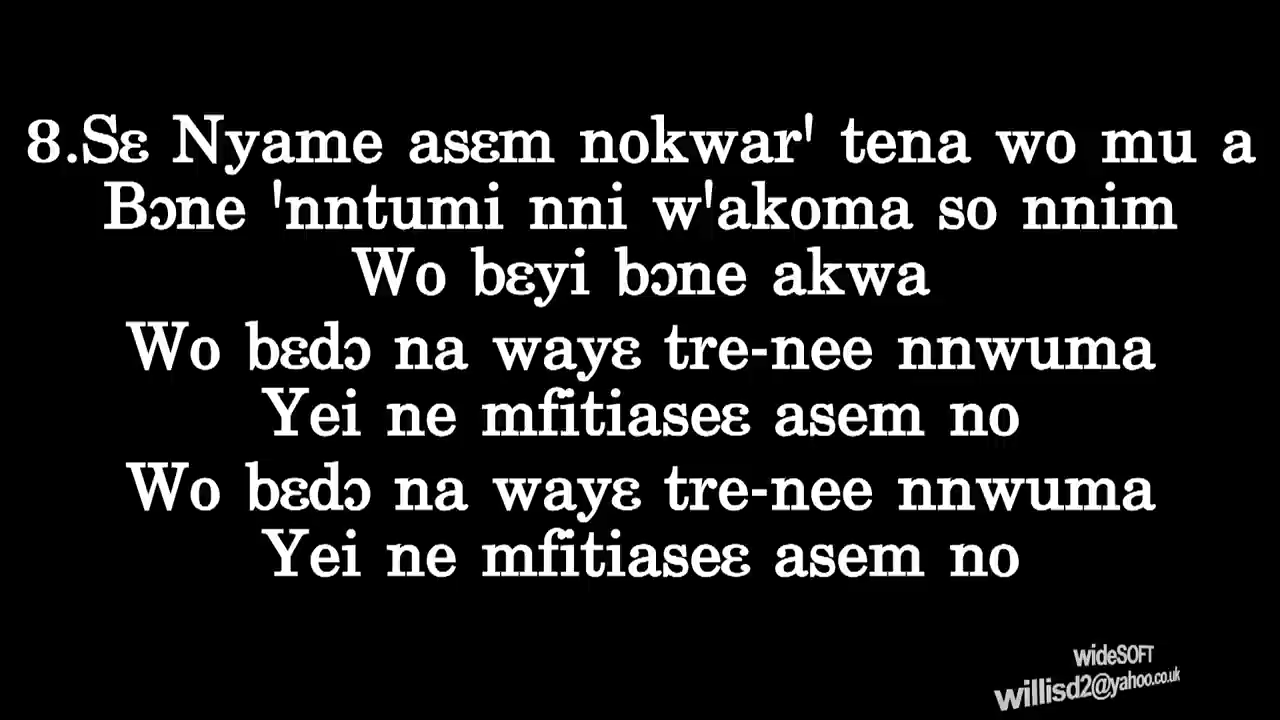 8.Sɛ Nyame asɛm nokwar' tena wo mu a
Bɔne 'nntumi nni w'akoma so nnim
Wo bɛyi bɔne akwa
Wo bɛdɔ na wayɛ tre-nee nnwuma
Yei ne mfitiaseɛ asem no
Wo bɛdɔ na wayɛ tre-nee nnwuma
Yei ne mfitiaseɛ asem no
wideSOFT
willisd2@yahoo.co.uk